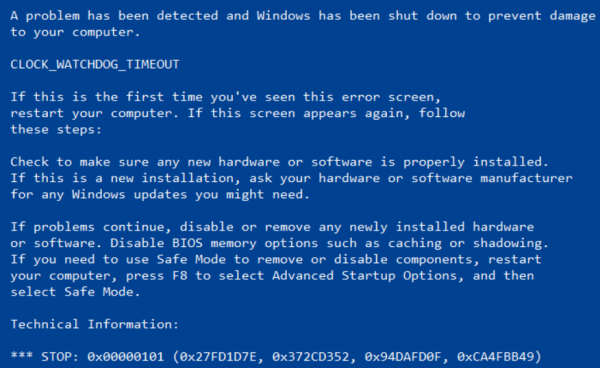 A problem has been detected and Windows has been shut down to prevent damage
to your computer.
CLOCK_WATCHDOG_TIMEOUT
If this is the first time you've seen this error screen,
restart your computer. If this screen appears again, follow
these steps:
Check to make sure any new hardware or software is properly installed.
If this is a new installation, ask your hardware or software manufacturer
for any Windows updates you might need.
If problems continue, disable or remove any newly installed hardware
or software. Disable BIOS memory options such as caching or shadowing.
If you need to use Safe Mode to remove or disable components, restart
your computer, press F8 to select Advanced Startup Options, and then
select Safe Mode.
Technical Information:
*** STOP: 0x00000101 (0x27FD1D7E, 0x372CD352, 0x94DAFD0F, 0xCA4FBB49)